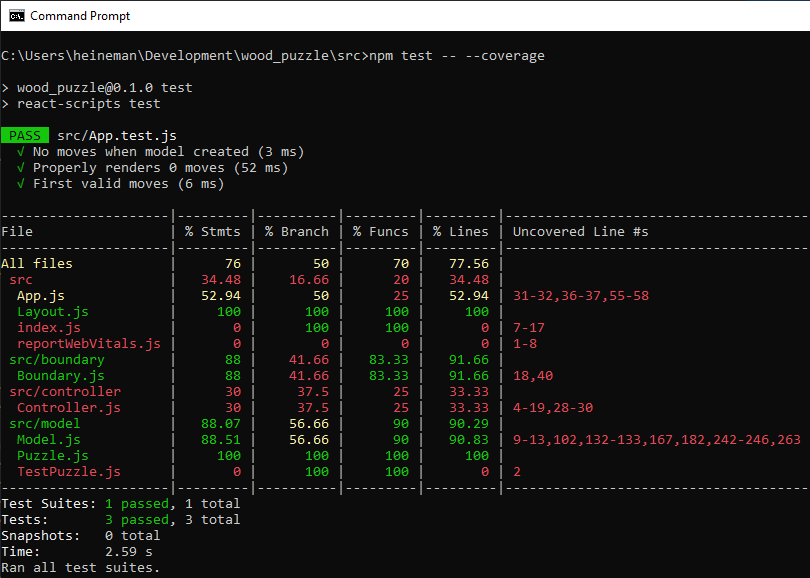 Command Prompt
C:\Users\heineman\Development\wood_puzzle\src>npm test -- --coverage
> wood_puzzle@0.1.0 test
> react-scripts test
PASS src/App.test.js
√ No moves when model created (3 ms)
√ Properly renders 0 moves (52 ms)
√ First valid moves (6 ms)
---------------------|---------|----------|---------|---------|--------------------------------------
File | % Stmts | % Branch | % Funcs | % Lines | Uncovered Line #s
---------------------|---------|----------|---------|---------|--------------------------------------
All files | 76 | 50 | 70 | 77.56 |
src | 34.48 | 16.66 | 20 | 34.48 |
App.js | 52.94 | 50 | 25 | 52.94 | 31-32,36-37,55-58
Layout.js | 100 | 100 | 100 | 100 |
index.js | 0 | 100 | 100 | 0 | 7-17
reportWebVitals.js | 0 | 0 | 0 | 0 | 1-8
src/boundary | 88 | 41.66 | 83.33 | 91.66 |
Boundary.js | 88 | 41.66 | 83.33 | 91.66 | 18,40
src/controller | 30 | 37.5 | 25 | 33.33 |
Controller.js | 30 | 37.5 | 25 | 33.33 | 4-19,28-30
src/model | 88.07 | 56.66 | 90 | 90.29 |
Model.js | 88.51 | 56.66 | 90 | 90.83 | 9-13,102,132-133,167,182,242-246,263
Puzzle.js | 100 | 100 | 100 | 100 |
TestPuzzle.js | 0 | 100 | 100 | 0 | 2
---------------------|---------|----------|---------|---------|--------------------------------------
Test Suites: 1 passed, 1 total
Tests: 3 passed, 3 total
Snapshots: 0 total
Time: 2.59 s
Ran all test suites.